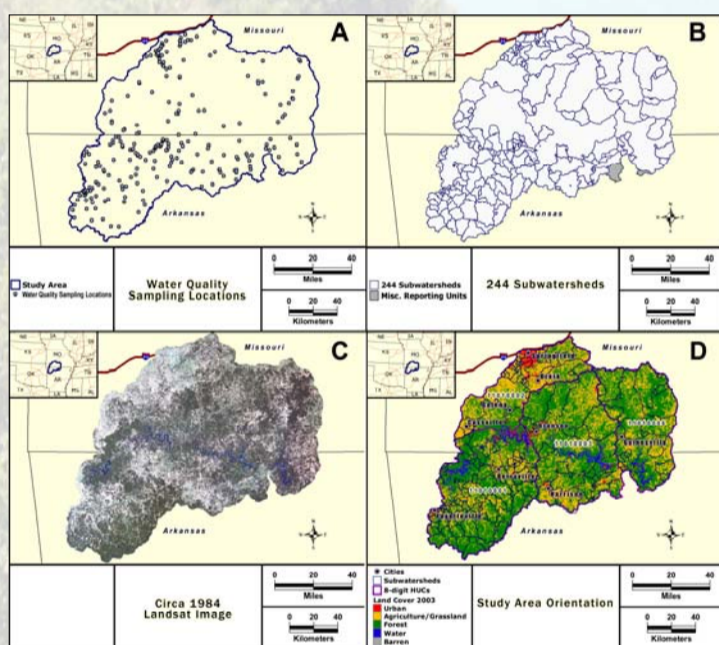 A
Missouri
Arkansas
Study Area
Water Quality Sampling Locations
Water Quality
Sampling Locations
0 20 40
Miles
0 20 40
Kilometers
B
Missouri
Arkansas
244 Subwatersheds
Misc. Reporting Units
244 Subwatersheds
0 20 40
Miles
0 20 40
Kilometers
C
Missouri
Arkansas
Circa 1984
Landsat Image
0 20 40
Miles
0 20 40
Kilometers
D
Missouri
Arkansas
Harrison
Cities
Subwatersheds
8-digit HUCs
Land Cover 2003
Urban
Agriculture/Grassland
Forest
Water
Barren
Study Area Orientation
0 20 40
Miles
0 20 40
Kilometers